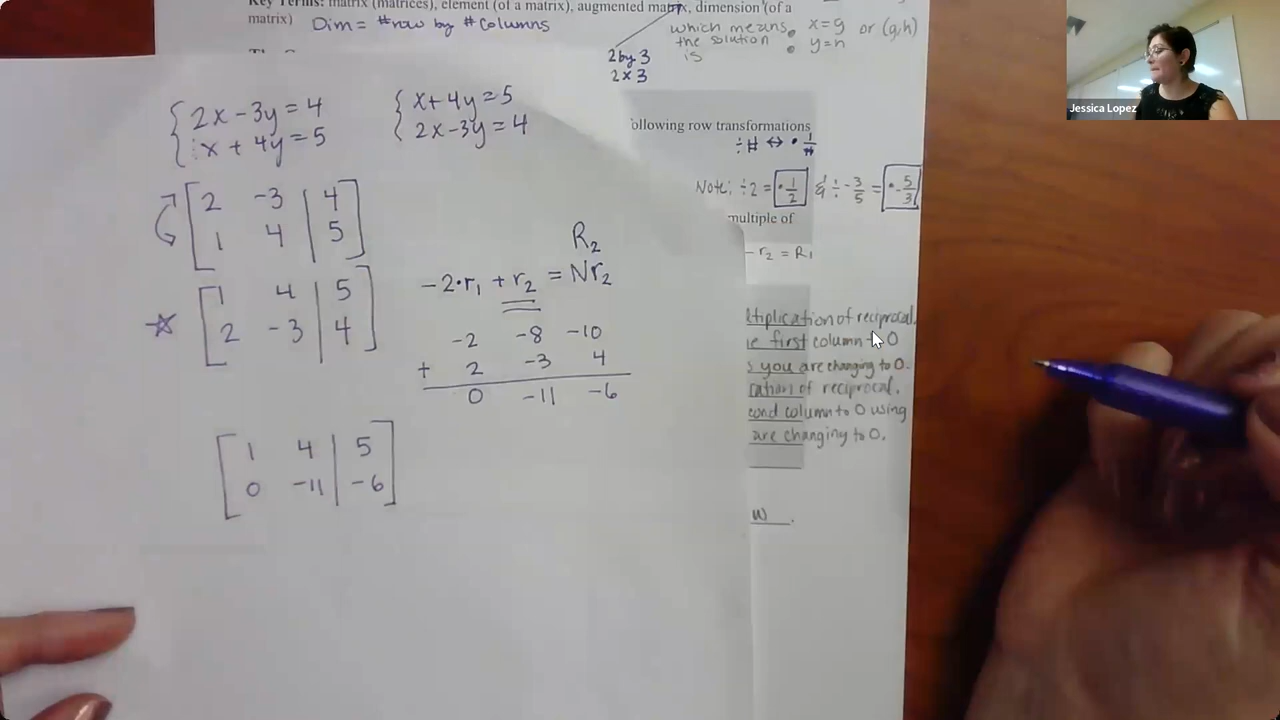 Key Terms: matrix (matrices), element (of a matrix), augmented matrix, dimension (of a
matrix) Dim = #row by #Columns
2 by 3
2 x 3
which means
the solution
is
x=g
y=h
or (g,h)
Jessica Lopez
2x - 3y = 4
x + 4y = 5
x + 4y = 5
2x - 3y = 4
2 -3 | 4
1 4 | 5
1 4 | 5
2 -3 | 4
R₂
-2·r₁ + r₂ = Nr₂
-2 -8 -10
+ 2 -3 4
0 -11 -6
1 4 | 5
0 -11 | -6
ollowing row transformations
÷# ↔ · 1/#
Note: ÷2 = · 1/2 & ÷ -3/5 = · -5/3
multiple of
- r₂ = R₁
ltiplication of reciprocal.
e first column to 0
s you are changing to 0.
cation of reciprocal.
ond column to 0 using
are changing to 0.
w.